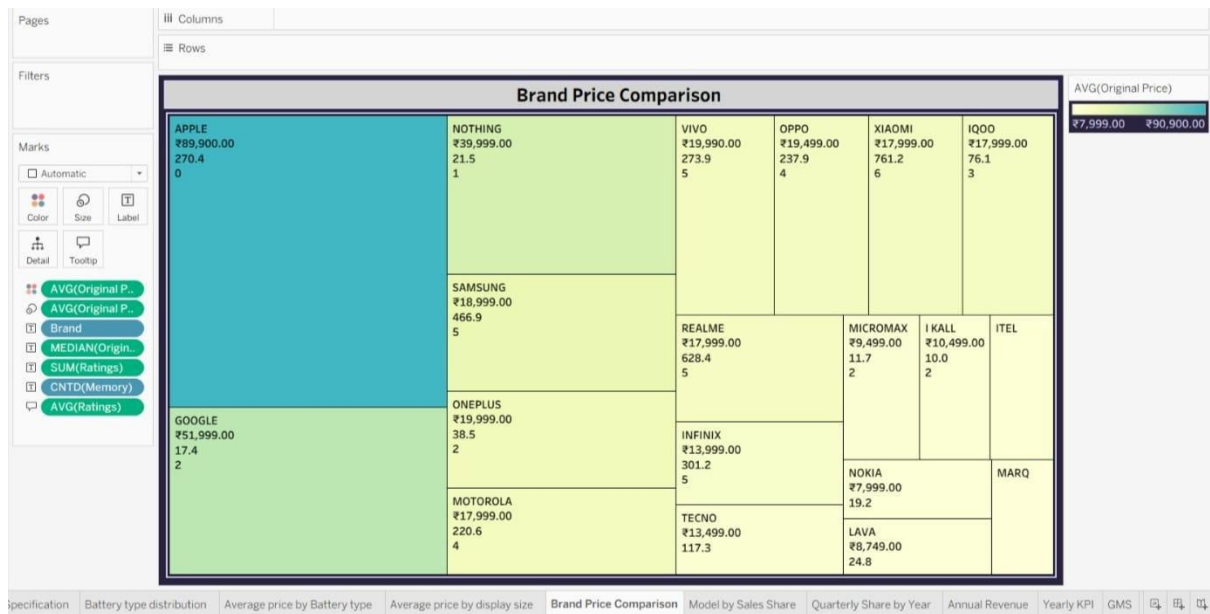 Pages
Columns
Rows
Filters
Marks
Automatic
Color
Size
Label
Detail
Tooltip
AVG(Original P..
AVG(Original P..
Brand
MEDIAN(Origin..
SUM(Ratings)
CNTD(Memory)
AVG(Ratings)
Brand Price Comparison
APPLE
₹89,900.00
270.4
0
GOOGLE
₹51,999.00
17.4
2
NOTHING
₹39,999.00
21.5
1
SAMSUNG
₹18,999.00
466.9
5
ONEPLUS
₹19,999.00
38.5
2
MOTOROLA
₹17,999.00
220.6
4
VIVO
₹19,990.00
273.9
5
OPPO
₹19,499.00
237.9
4
XIAOMI
₹17,999.00
761.2
6
IQOO
₹17,999.00
76.1
3
REALME
₹17,999.00
628.4
5
INFINIX
₹13,999.00
301.2
5
TECNO
₹13,499.00
117.3
MICROMAX
₹9,499.00
11.7
2
I KALL
₹10,499.00
10.0
2
ITEL
NOKIA
₹7,999.00
19.2
LAVA
₹8,749.00
24.8
MARQ
AVG(Original Price)
₹7,999.00 ₹90,900.00
pecification Battery type distribution Average price by Battery type Average price by display size Brand Price Comparison Model by Sales Share Quarterly Share by Year Annual Revenue Yearly KPI GMS